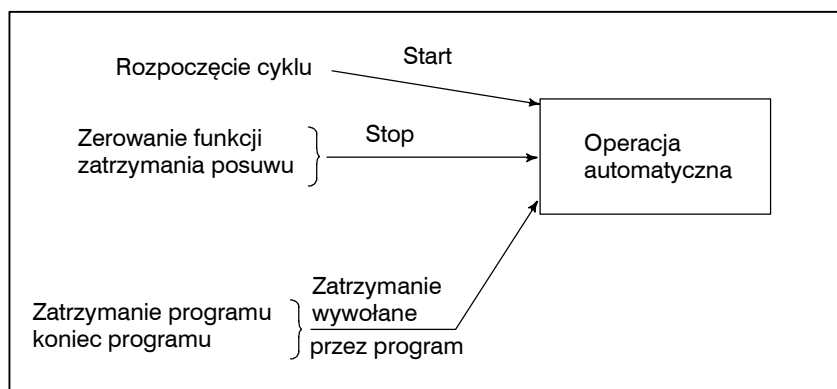 Rozpoczęcie cyklu
Start
Zerowanie funkcji
zatrzymania posuwu
Stop
Operacja
automatyczna
Zatrzymanie programu
koniec programu
Zatrzymanie
wywołane
przez program